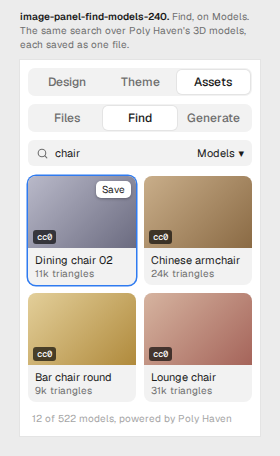 image-panel-find-models-240. Find, on Models.
The same search over Poly Haven's 3D models,
each saved as one file.
Design Theme Assets
Files Find Generate
chair Models ▾
Save
cc0 cc0
Dining chair 02 Chinese armchair
11k triangles 24k triangles
cc0 cc0
Bar chair round Lounge chair
9k triangles 31k triangles
12 of 522 models, powered by Poly Haven